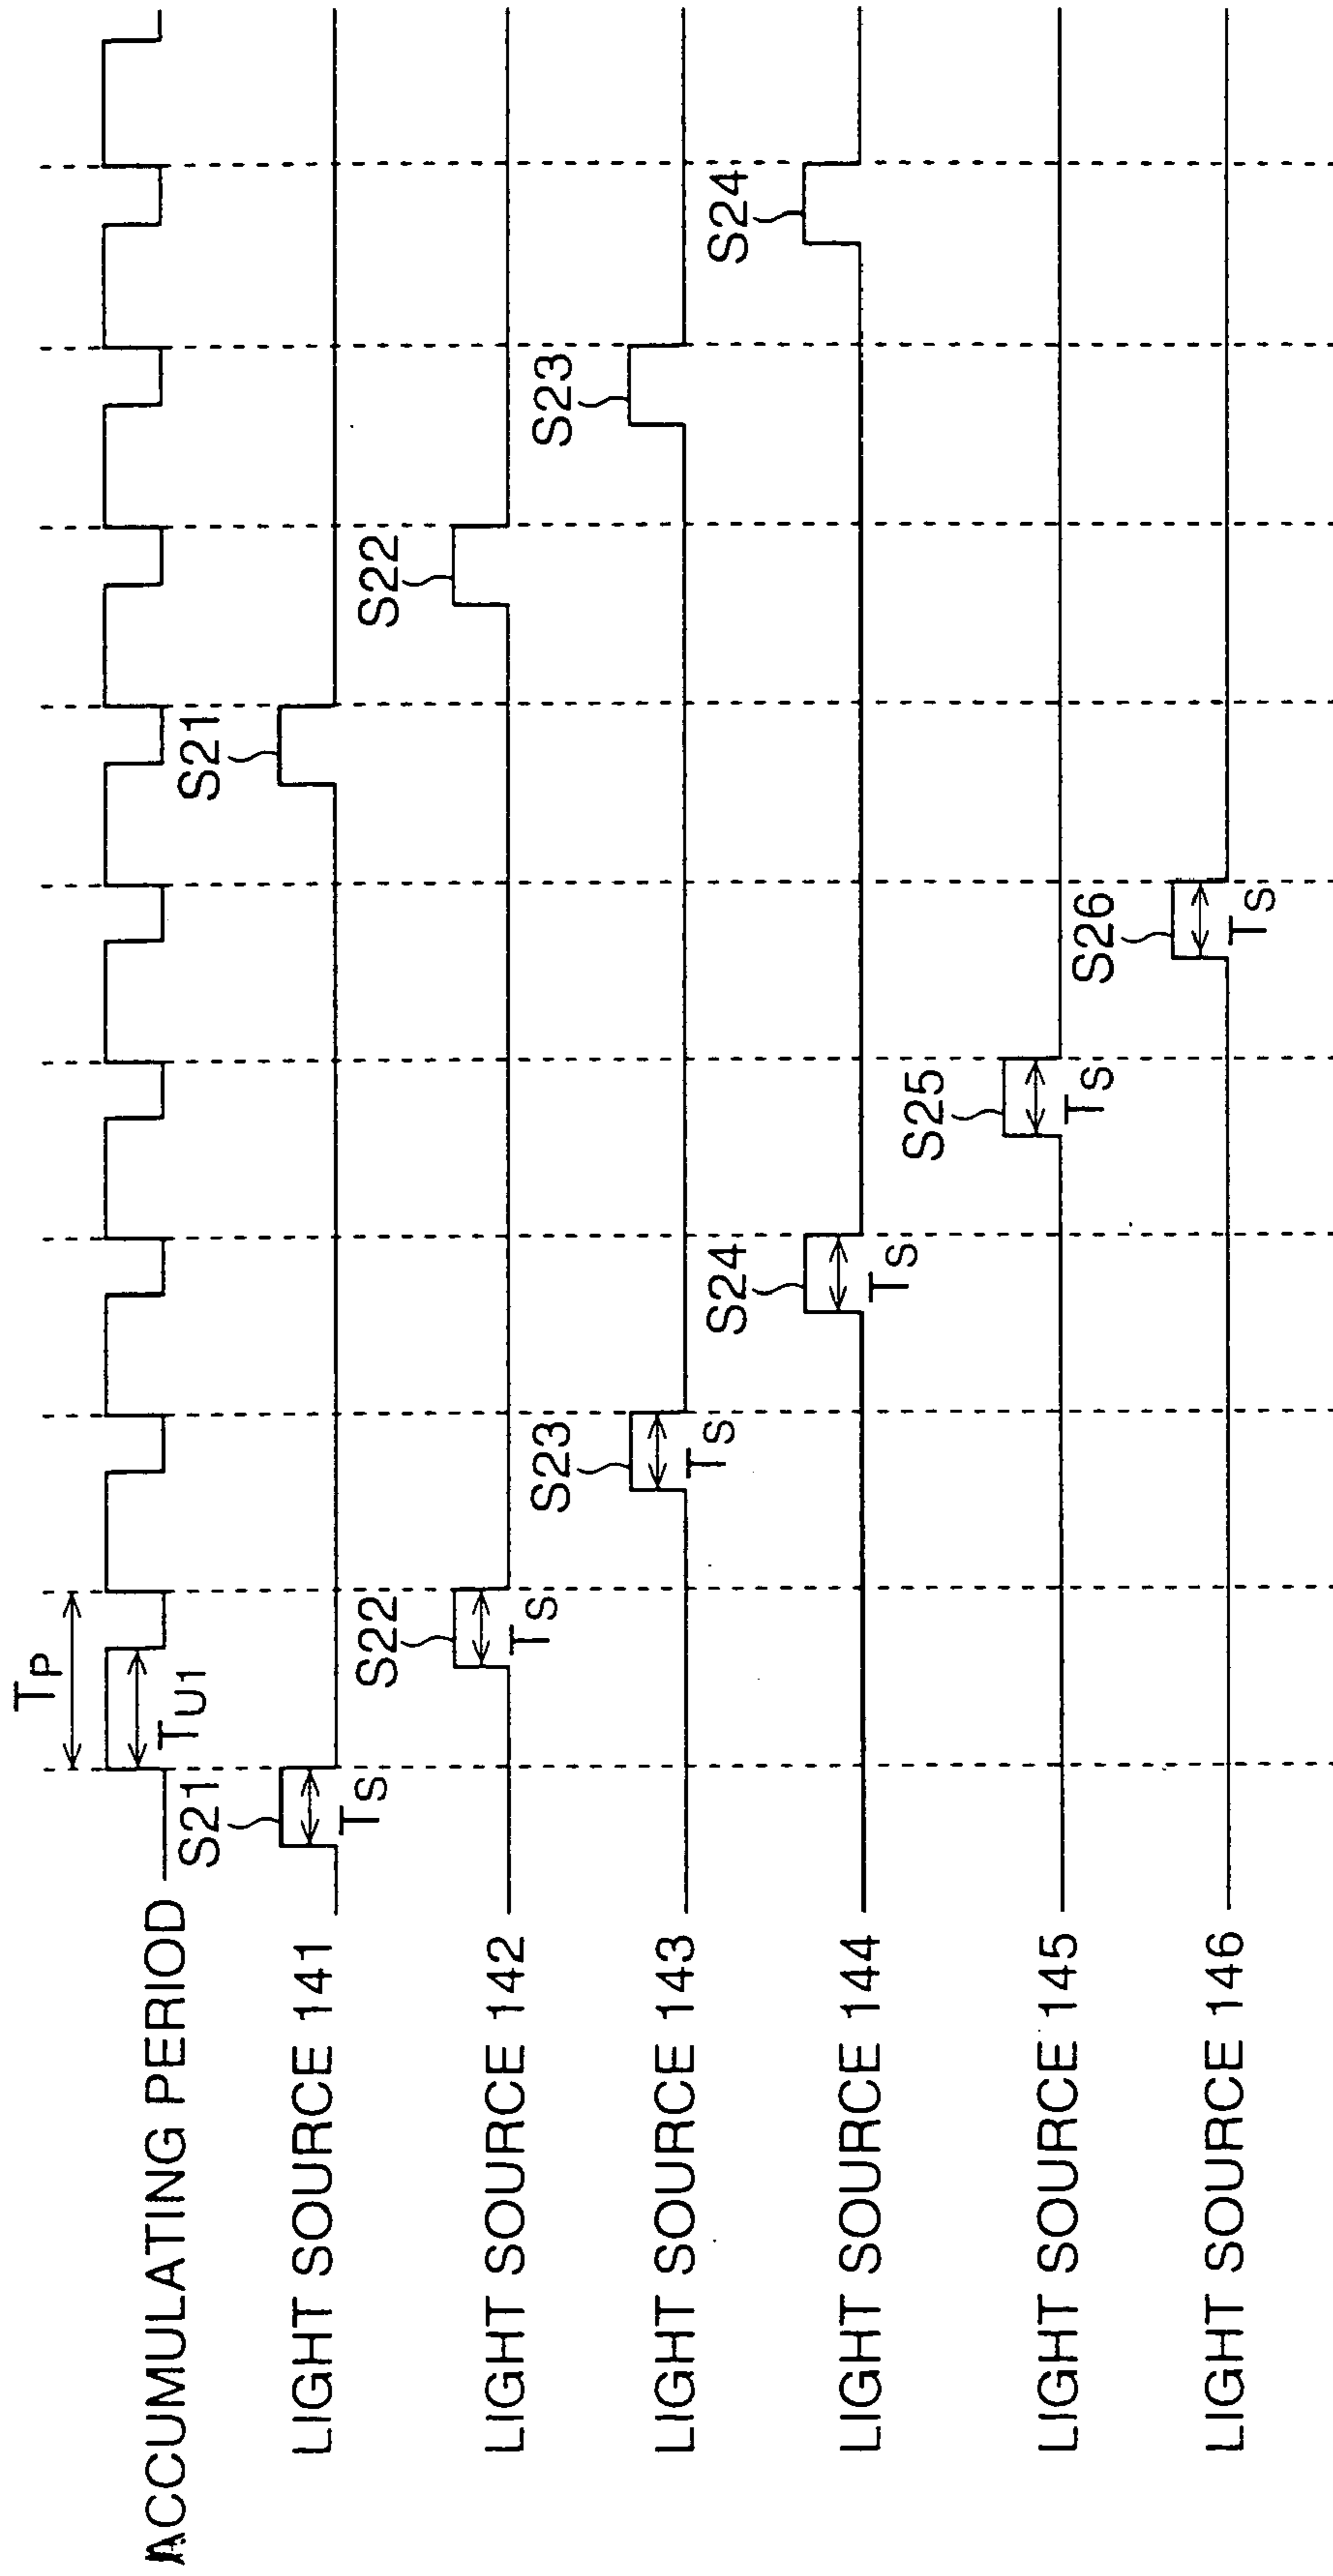 ACCUMULATING PERIOD
TP
TU1
LIGHT SOURCE 141
S21
TS
S21
LIGHT SOURCE 142
S22
TS
S22
LIGHT SOURCE 143
S23
TS
S23
LIGHT SOURCE 144
S24
TS
S24
LIGHT SOURCE 145
S25
TS
LIGHT SOURCE 146
S26
TS